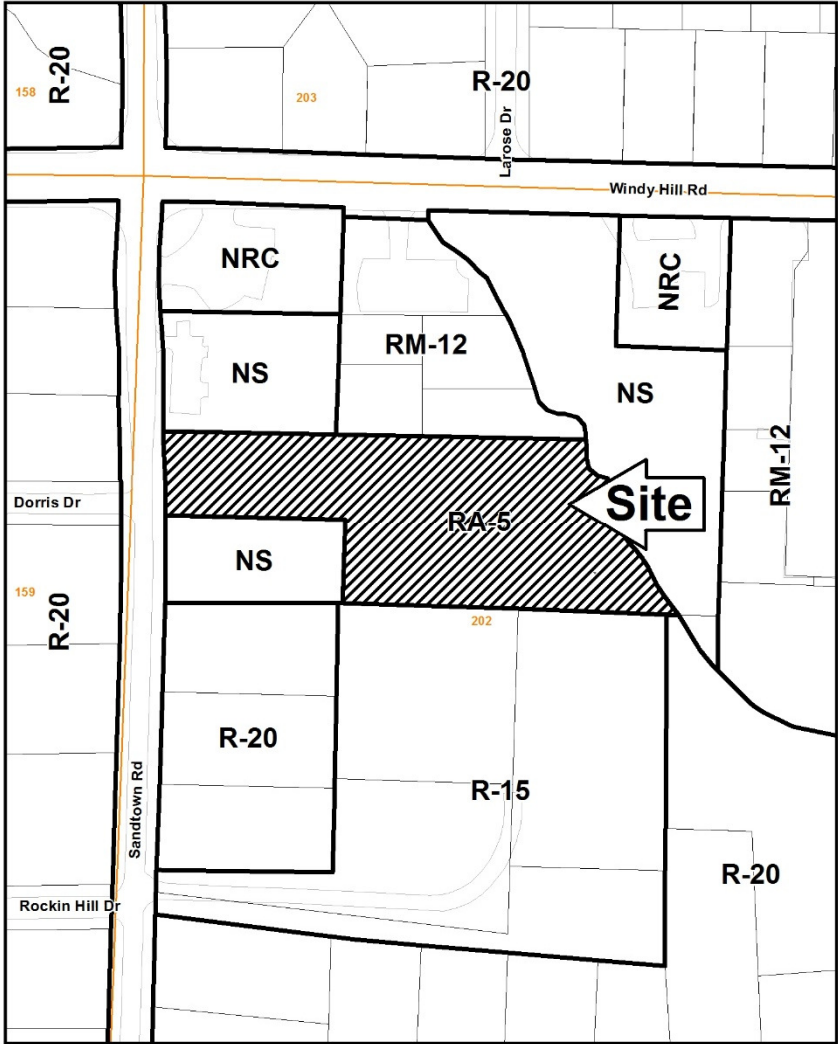 R-20
158
203
R-20
Larose Dr
Windy Hill Rd
NRC
NRC
RM-12
NS
NS
RM-12
Dorris Dr
Site
RA-5
NS
159
R-20
202
R-20
Sandtown Rd
R-15
R-20
Rockin Hill Dr